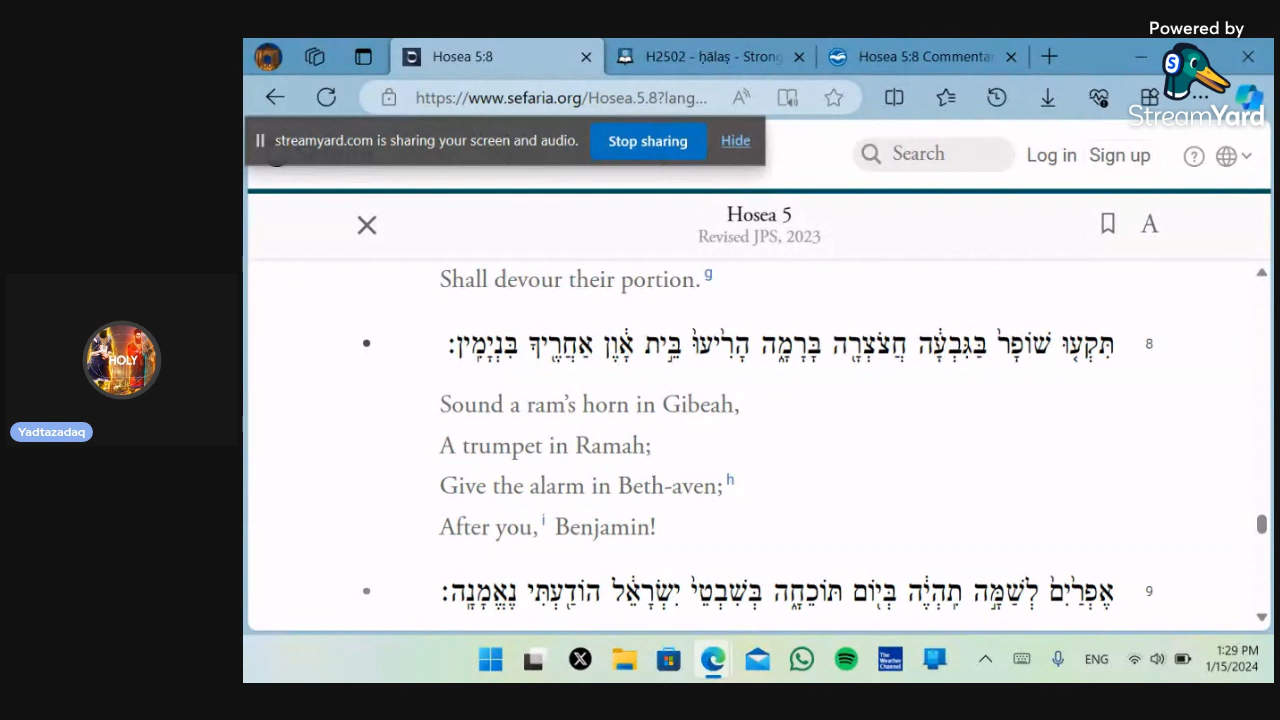 Powered by
StreamYard
Hosea 5:8
H2502 - ḥālaṣ - Strong
Hosea 5:8 Commentar
https://www.sefaria.org/Hosea.5.8?lang...
streamyard.com is sharing your screen and audio.
Stop sharing
Hide
Search
Log in
Sign up
Hosea 5
Revised JPS, 2023
A
Shall devour their portion. g
תִּקְע֤וּ שׁוֹפָר֙ בַּגִּבְעָ֔ה חֲצֹצְרָ֖ה בָּרָמָ֑ה הָרִ֙יעוּ֙ בֵּ֣ית אָ֔וֶן אַחֲרֶ֖יךָ בִּנְיָמִֽין׃
8
Sound a ram’s horn in Gibeah,
A trumpet in Ramah;
Give the alarm in Beth-aven; h
After you, i Benjamin!
אֶפְרַ֙יִם֙ לְשַׁמָּ֣ה תִֽהְיֶ֔ה בְּי֖וֹם תּוֹכֵחָ֑ה בְּשִׁבְטֵי֙ יִשְׂרָאֵ֔ל הוֹדַ֖עְתִּי נֶאֱמָנָֽה׃
9
HOLY
Yadtazadaq
The Weather Channel
ENG
1:29 PM
1/15/2024